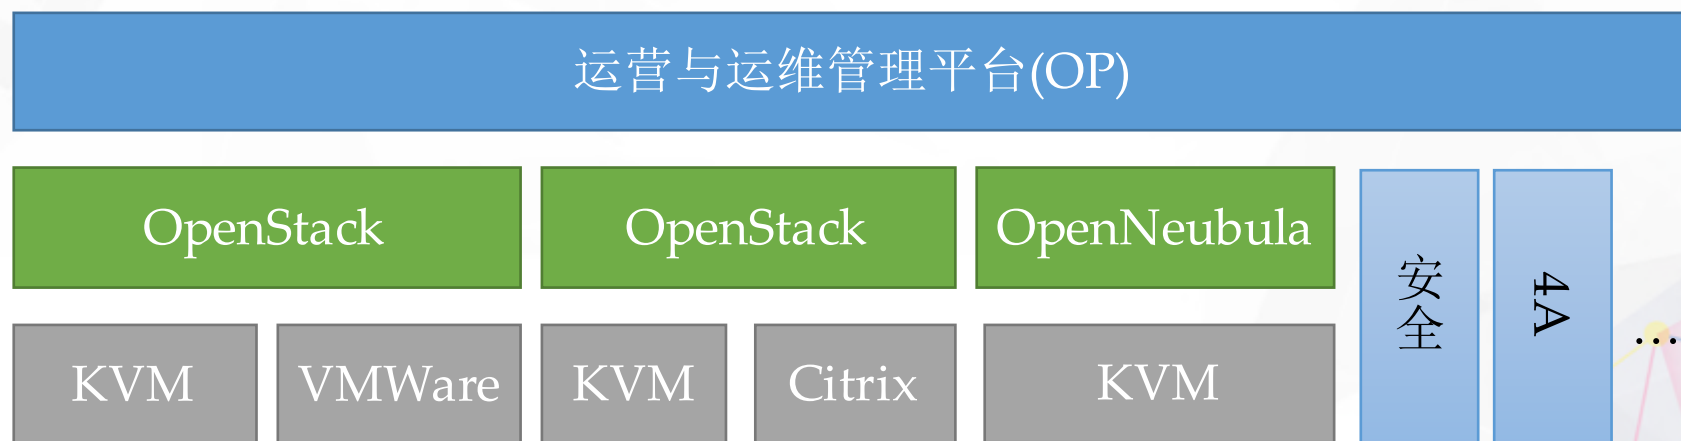 运营与运维管理平台(OP)
OpenStack
OpenStack
OpenNeubula
安全
4A
...
KVM
VMWare
KVM
Citrix
KVM